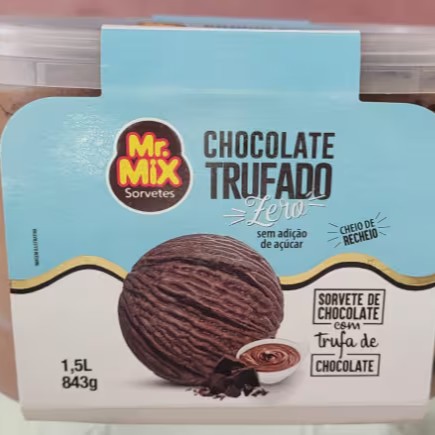 Mr.
MiX
Sorvetes
CHOCOLATE
TRUFADO
Zero
sem adição
de açúcar
CHEIO DE
RECHEIO
SORVETE DE
CHOCOLATE
com
trufa de
CHOCOLATE
1,5L
843g